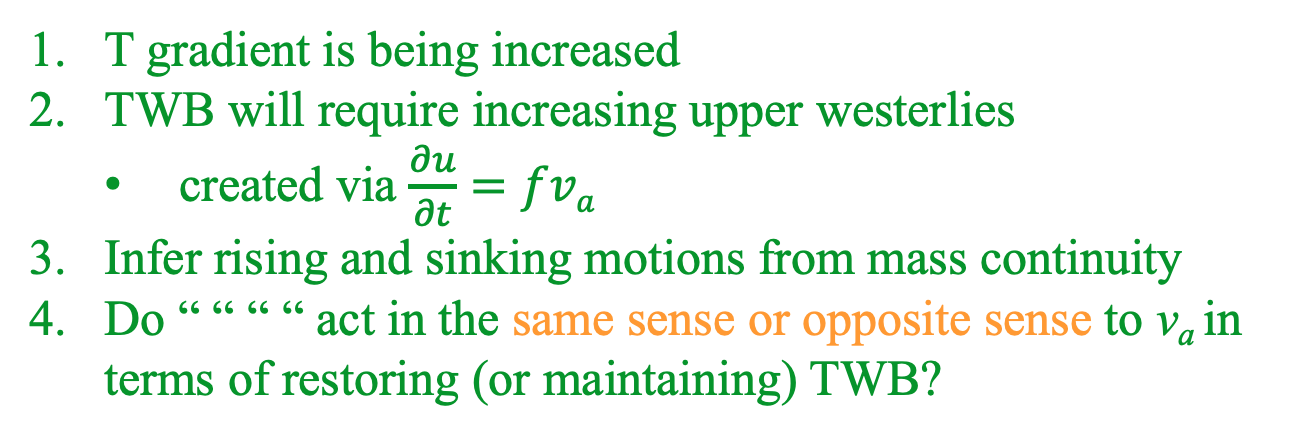 1. T gradient is being increased
2. TWB will require increasing upper westerlies
• created via ∂u/∂t = fvₐ
3. Infer rising and sinking motions from mass continuity
4. Do “ “ “ “ act in the same sense or opposite sense to vₐ in
terms of restoring (or maintaining) TWB?